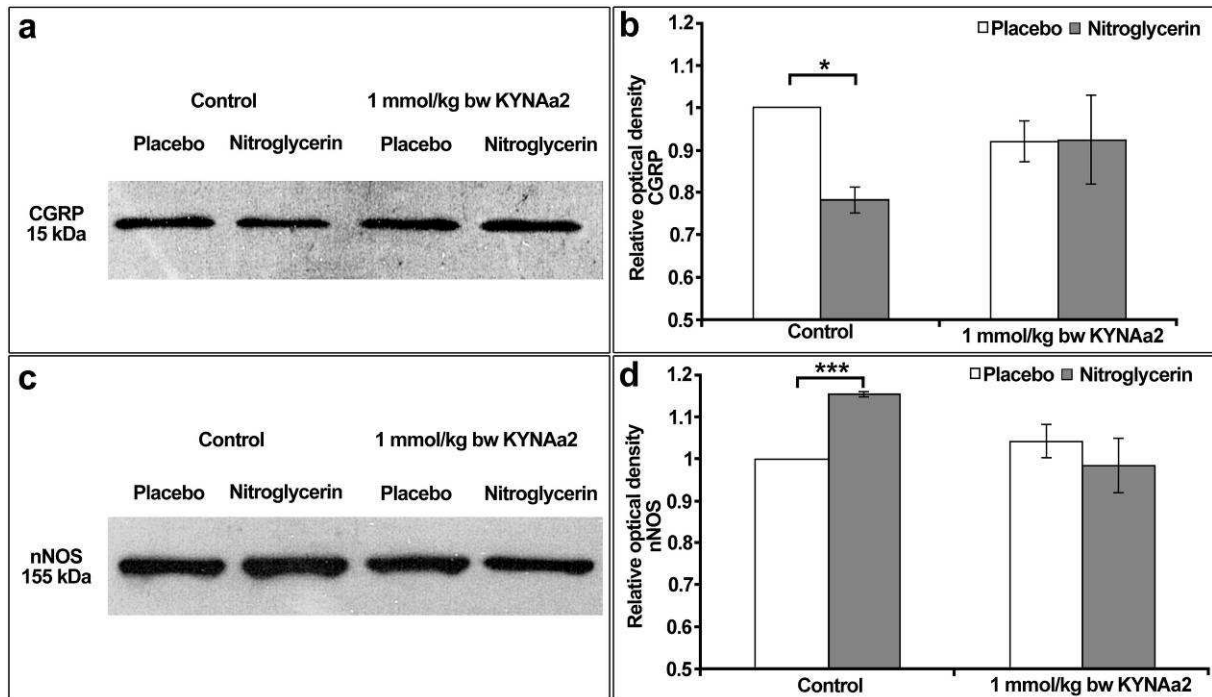 a
Control 1 mmol/kg bw KYNAa2
Placebo Nitroglycerin Placebo Nitroglycerin
CGRP
15 kDa
b
Placebo Nitroglycerin
Relative optical density
CGRP
1.2
1.1
1
0.9
0.8
0.7
0.6
0.5
*
Control 1 mmol/kg bw KYNAa2
c
Control 1 mmol/kg bw KYNAa2
Placebo Nitroglycerin Placebo Nitroglycerin
nNOS
155 kDa
d
Placebo Nitroglycerin
Relative optical density
nNOS
1.2
1.1
1
0.9
0.8
0.7
0.6
0.5
***
Control 1 mmol/kg bw KYNAa2